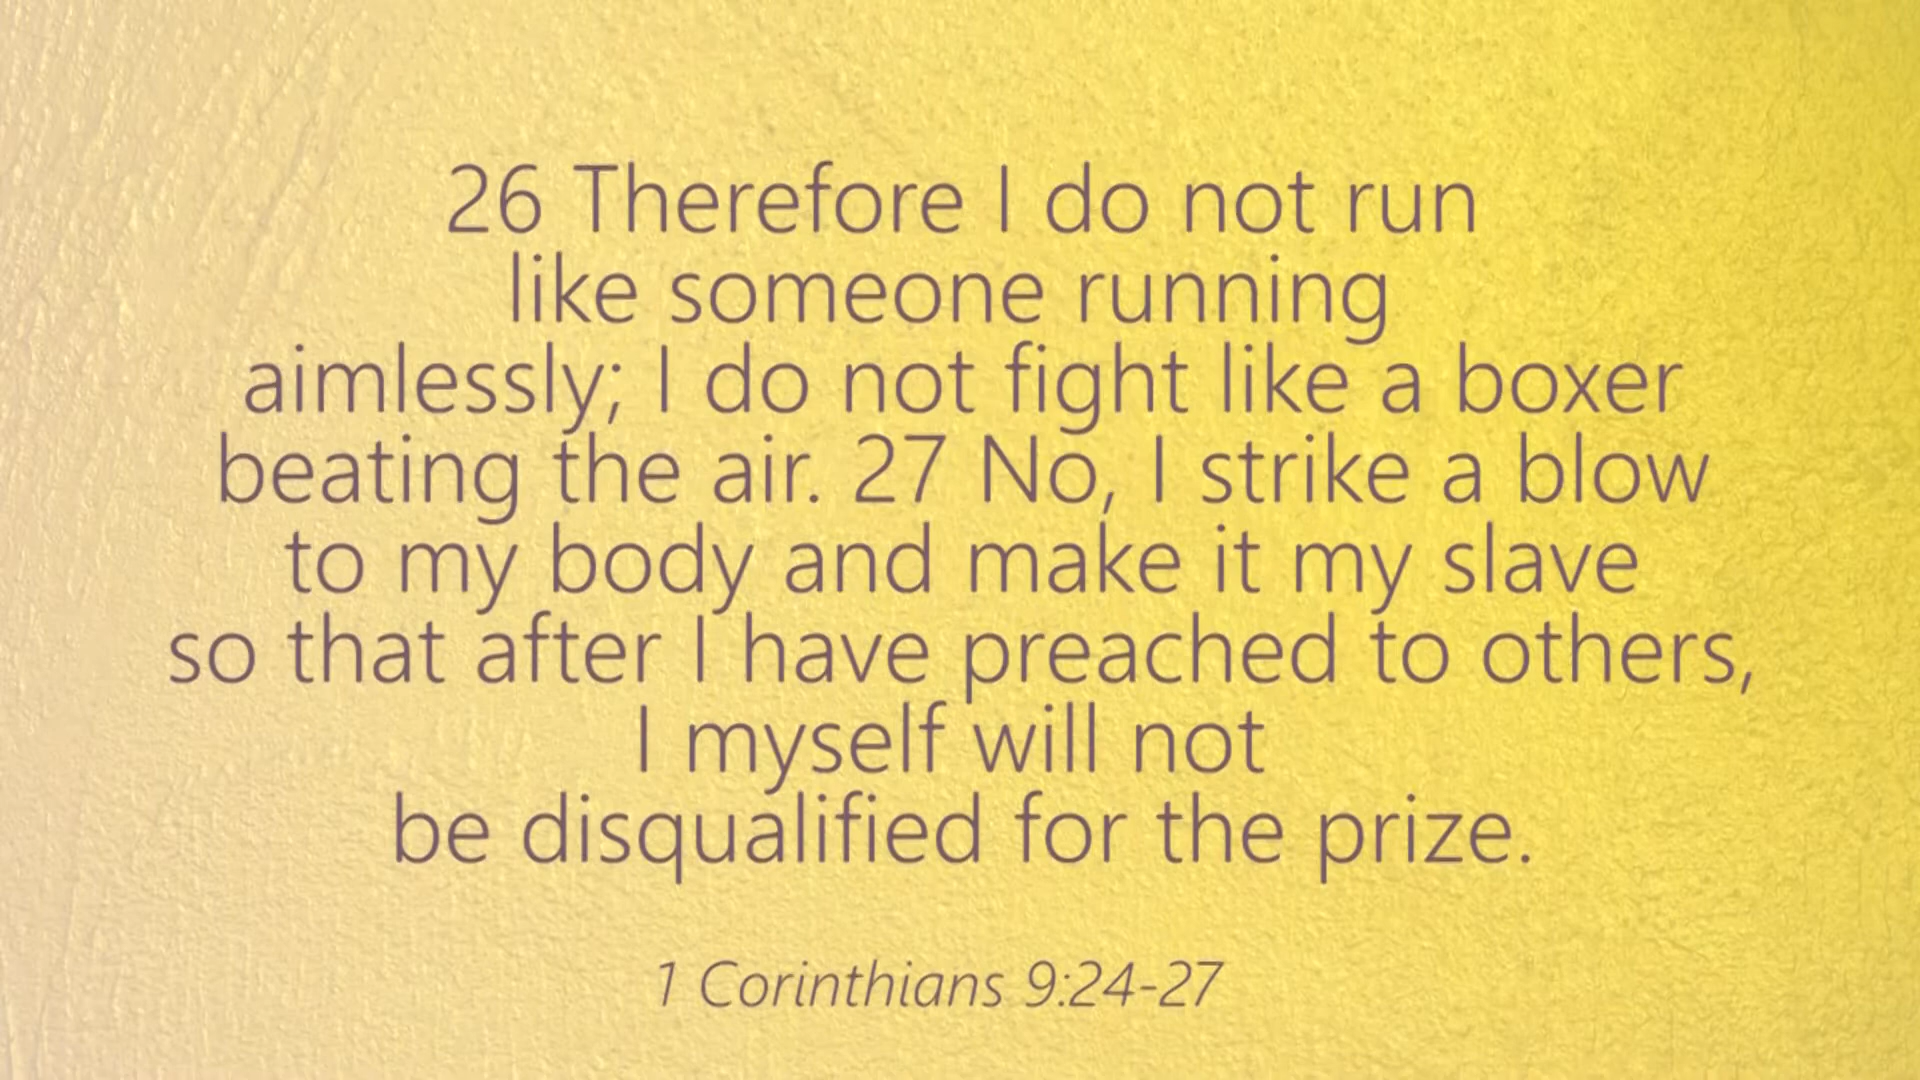 26 Therefore I do not run
like someone running
aimlessly; I do not fight like a boxer
beating the air. 27 No, I strike a blow
to my body and make it my slave
so that after I have preached to others,
I myself will not
be disqualified for the prize.
1 Corinthians 9:24-27